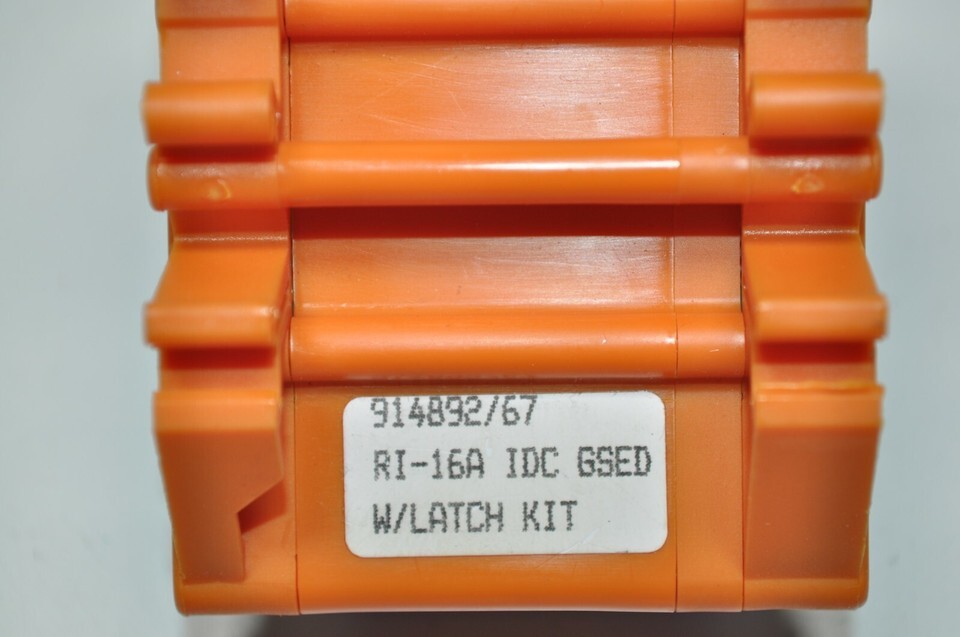 914892/67
RI-16A IDC GSED
W/LATCH KIT